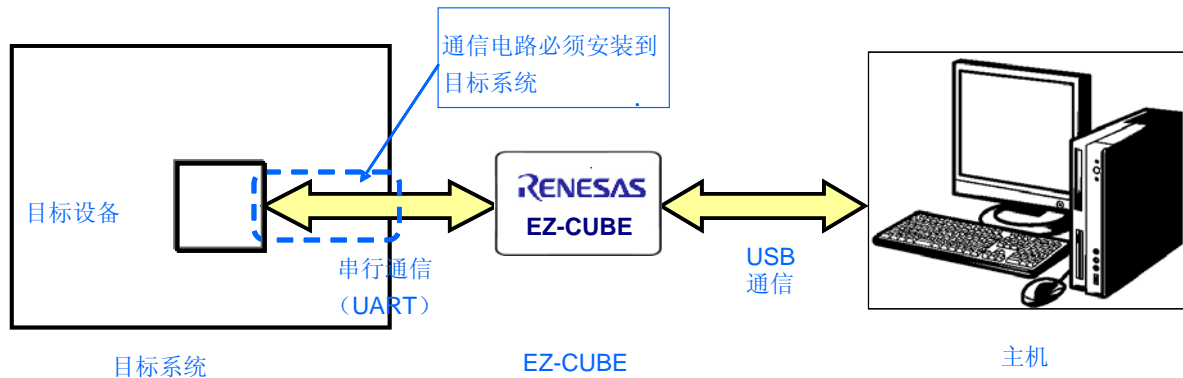 通信电路必须安装到
目标系统
目标设备
RENESAS
EZ-CUBE
串行通信
（UART）
USB
通信
目标系统
EZ-CUBE
主机